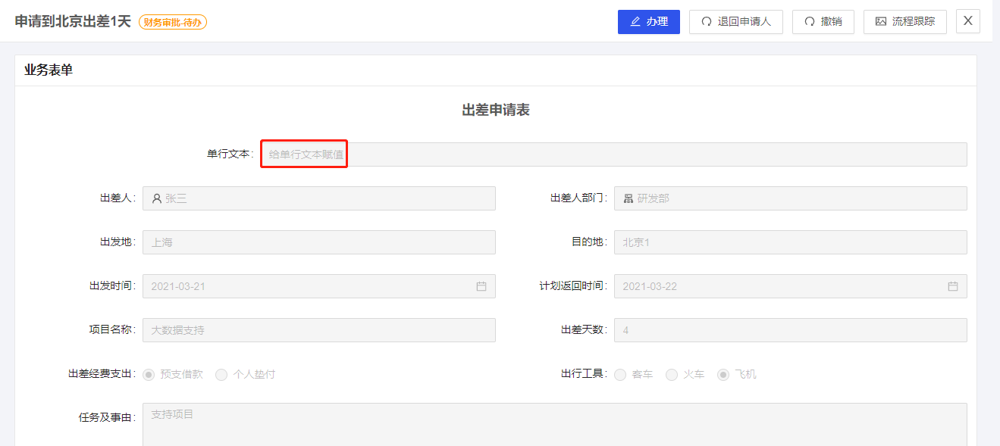 申请到北京出差1天 财务审批-待办 办理 退回申请人 撤销 流程跟踪 X
业务表单
出差申请表
单行文本: 给单行文本赋值
出差人: 张三 出差人部门: 研发部
出发地: 上海 目的地: 北京1
出发时间: 2021-03-21 计划返回时间: 2021-03-22
项目名称: 大数据支持 出差天数: 4
出差经费支出: 预支借款 个人垫付 出行工具: 客车 火车 飞机
任务及事由: 支持项目